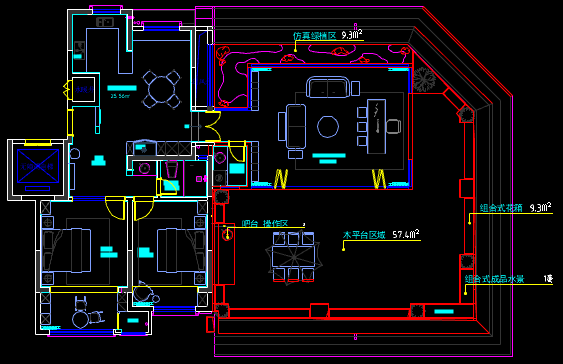 仿真绿植区 9.3m²
25.56㎡
组合式花箱 9.3m²
吧台 操作区
木平台区域 57.4m²
组合式成品水景 1套